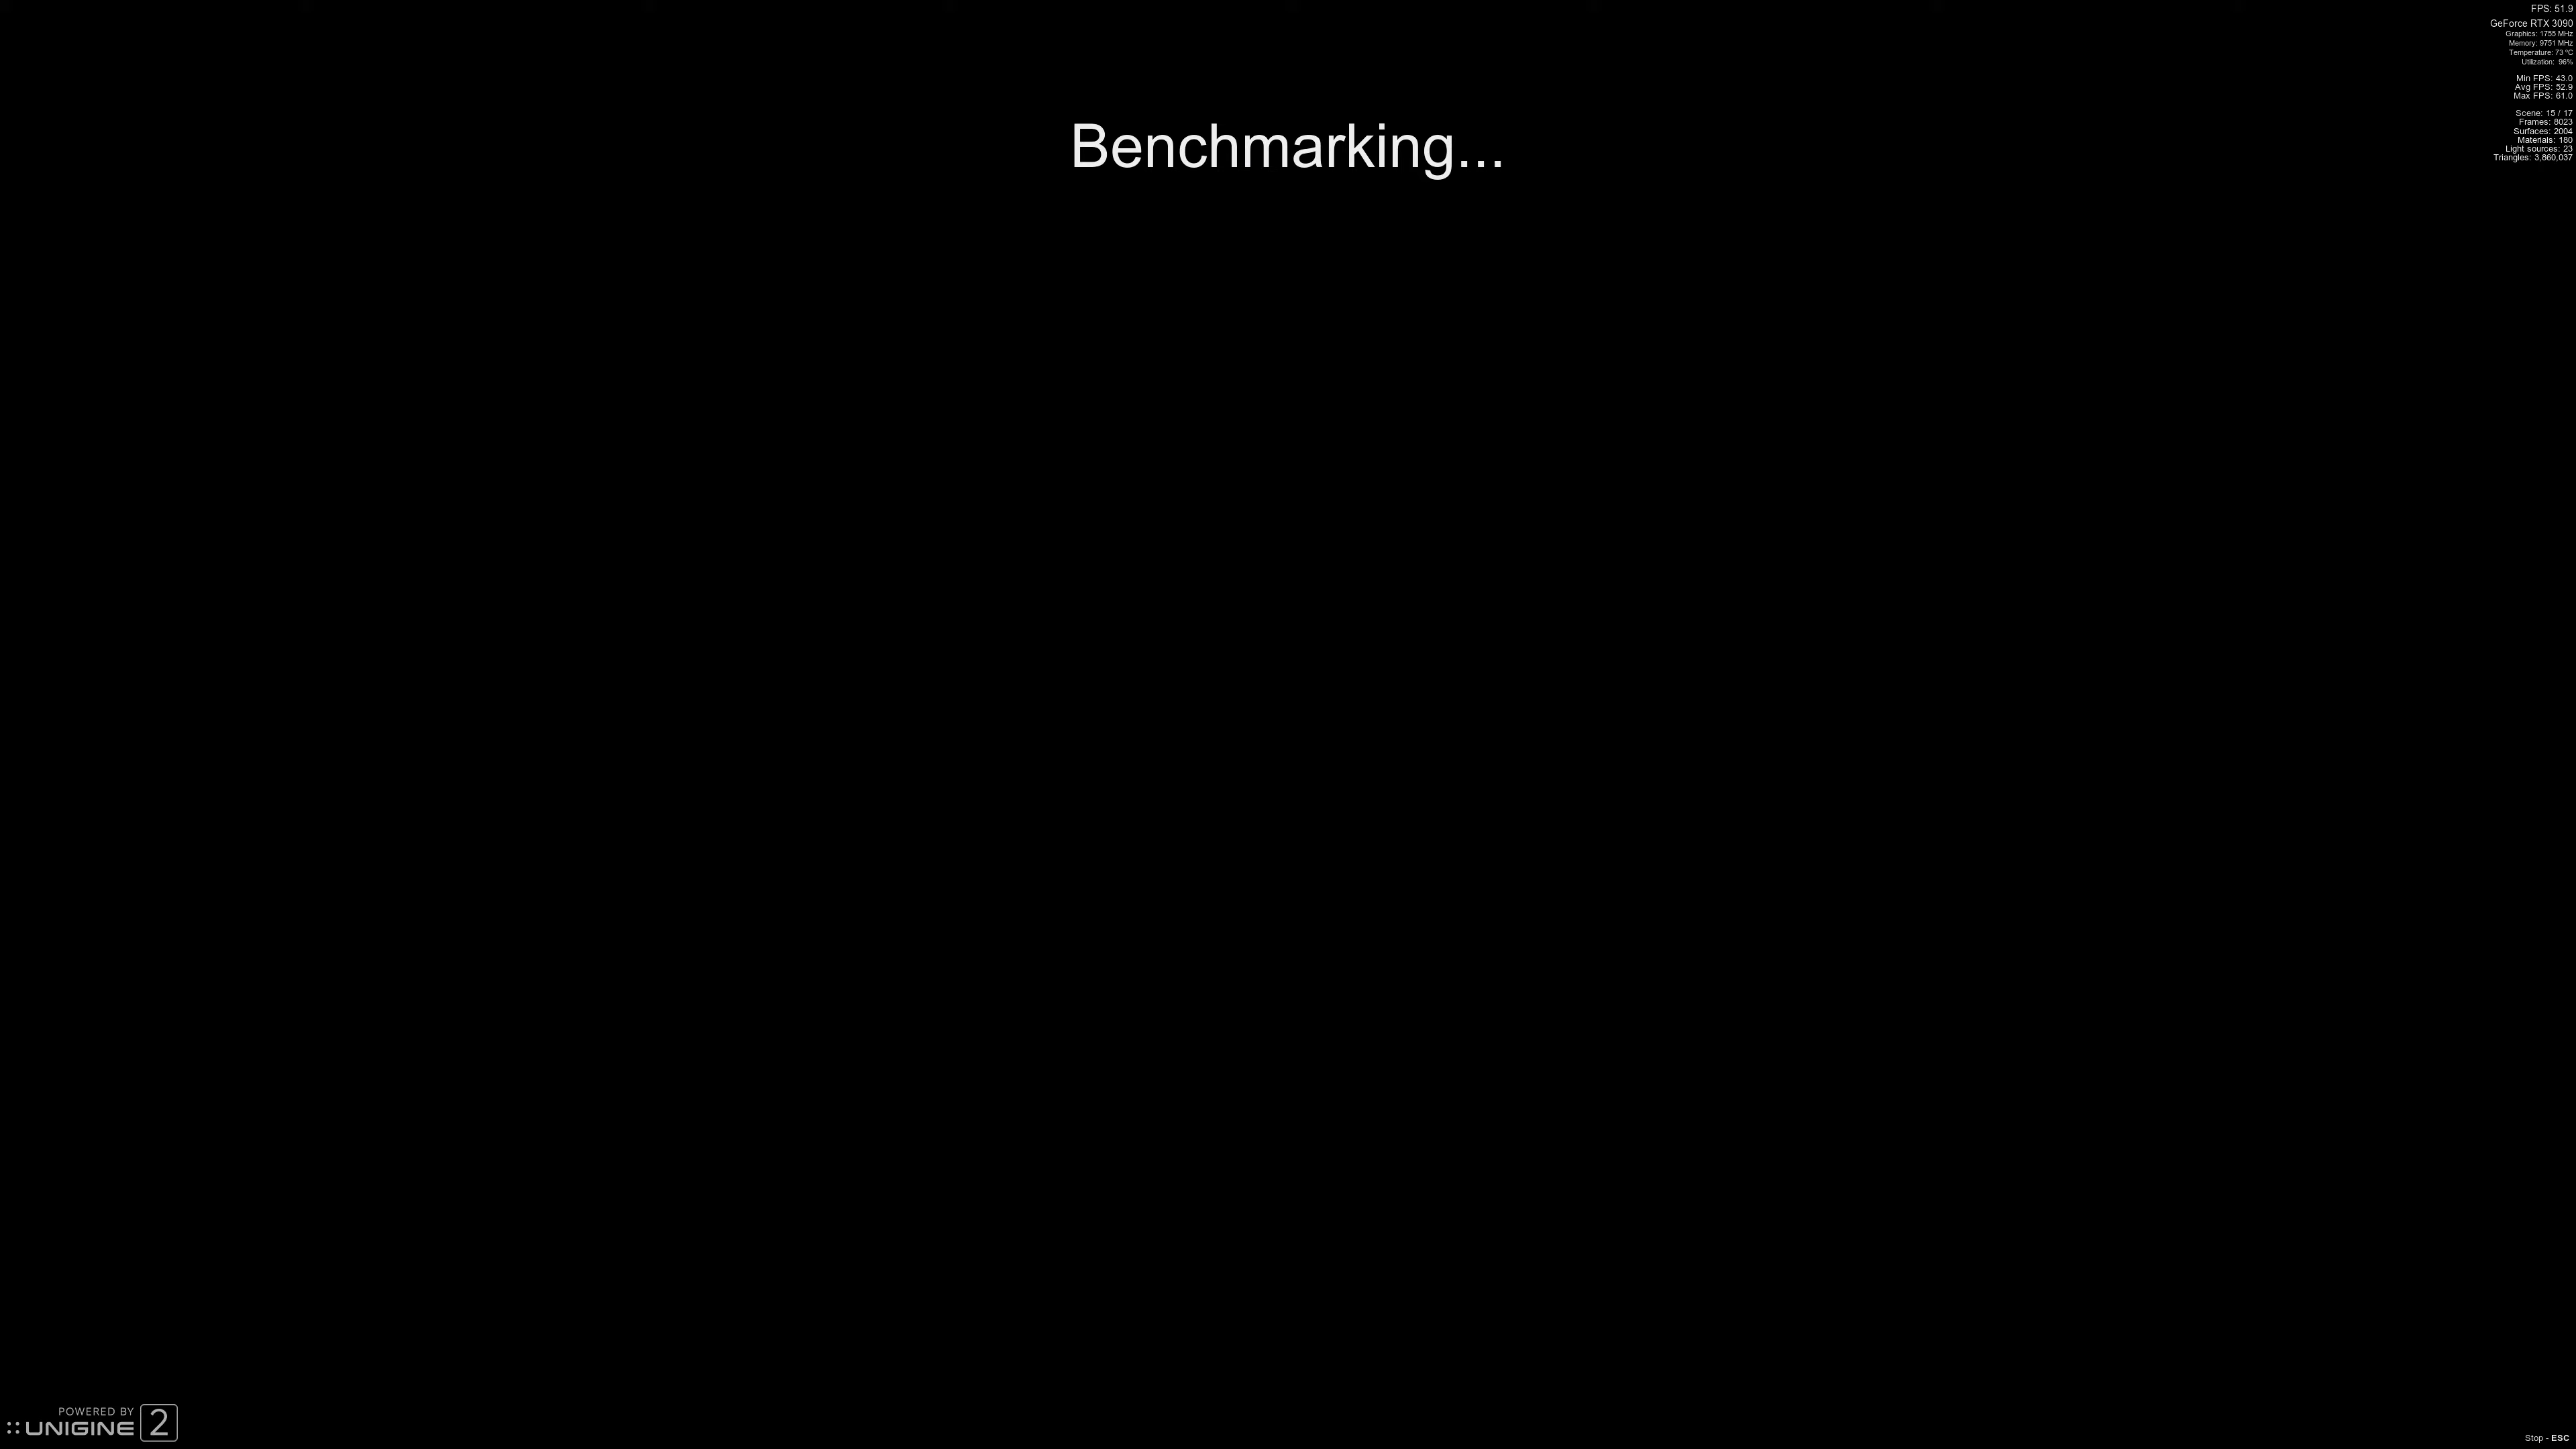 FPS: 51.9
GeForce RTX 3090
Graphics: 1755 MHz
Memory: 9751 MHz
Temperature: 73 °C
Utilization: 96%
Min FPS: 43.0
Avg FPS: 52.9
Max FPS: 61.0
Scene: 15 / 17
Frames: 8023
Surfaces: 2004
Materials: 180
Light sources: 23
Triangles: 3,860,037
Benchmarking...
POWERED BY
UNIGINE 2
Stop - ESC